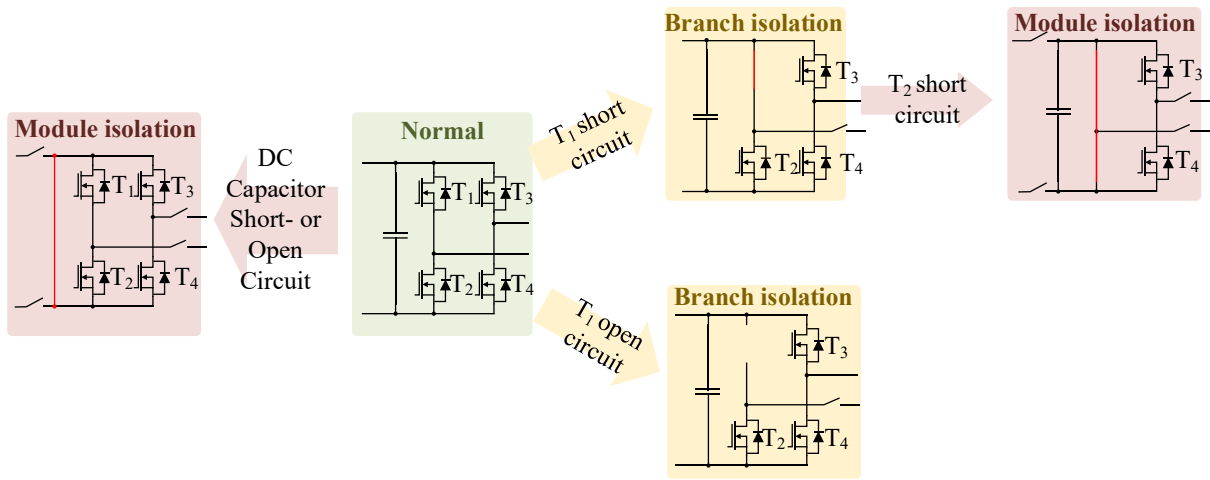 Module isolation
T1
T3
T2
T4
DC
Capacitor
Short- or
Open
Circuit
Normal
T1
T3
T2
T4
T1 short
circuit
T1 open
circuit
Branch isolation
T3
T2
T4
T2 short
circuit
Module isolation
T3
T4
Branch isolation
T3
T2
T4